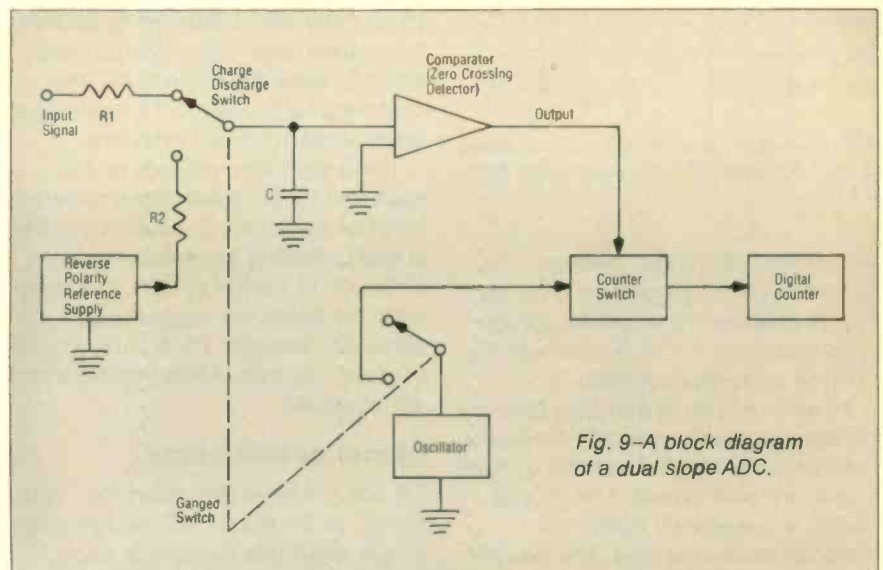 Comparator
(Zero Crossing
Detector)
Charge
Discharge
Switch
Input
Signal
R1
Output
C
R2
Reverse
Polarity
Reference
Supply
Counter
Switch
Digital
Counter
Oscillator
Ganged
Switch
Fig. 9–A block diagram
of a dual slope ADC.